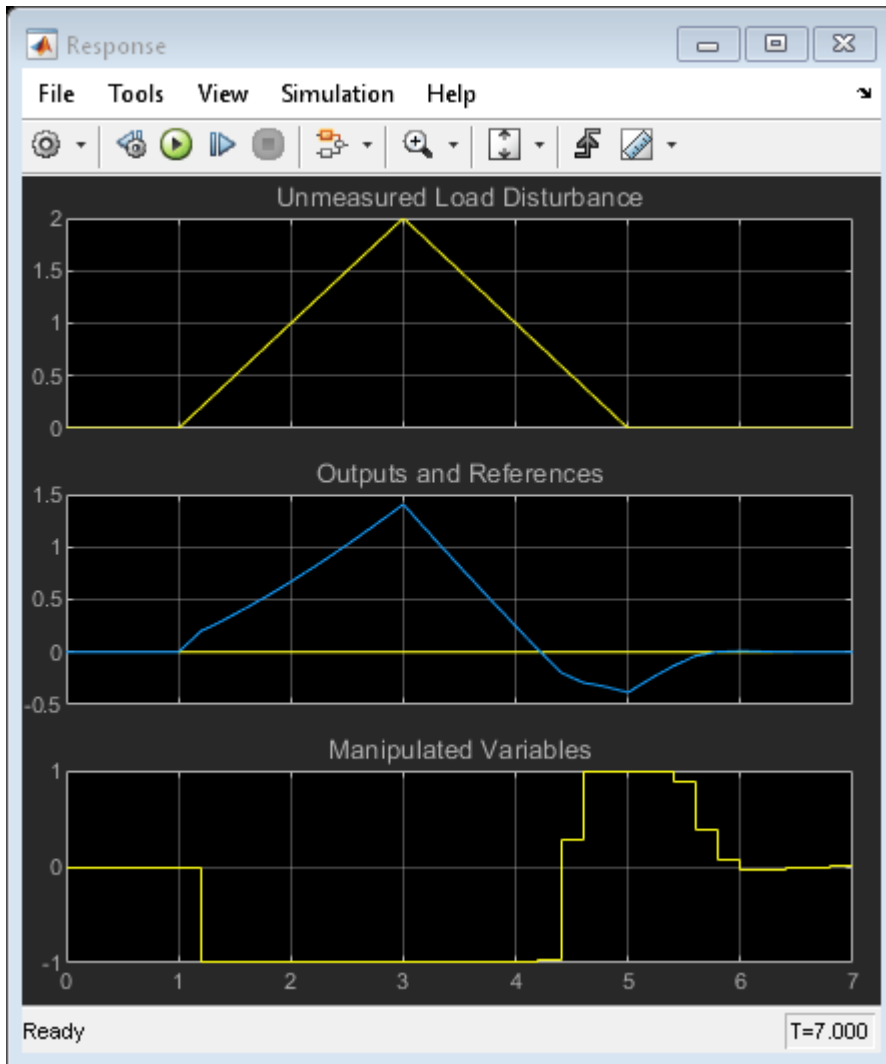 Response
File Tools View Simulation Help
Unmeasured Load Disturbance
2
1.5
1
0.5
0
Outputs and References
1.5
1
0.5
0
-0.5
Manipulated Variables
1
0
-1
0 1 2 3 4 5 6 7
Ready T=7.000